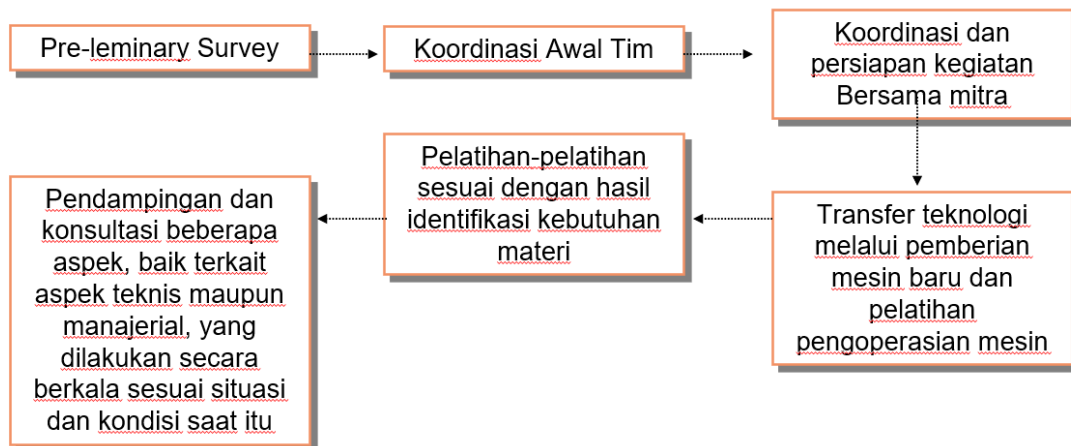 Pre-leminary Survey
Koordinasi Awal Tim
Koordinasi dan
persiapan kegiatan
Bersama mitra
Transfer teknologi
melalui pemberian
mesin baru dan
pelatihan
pengoperasian mesin
Pelatihan-pelatihan
sesuai dengan hasil
identifikasi kebutuhan
materi
Pendampingan dan
konsultasi beberapa
aspek, baik terkait
aspek teknis maupun
manajerial, yang
dilakukan secara
berkala sesuai situasi
dan kondisi saat itu